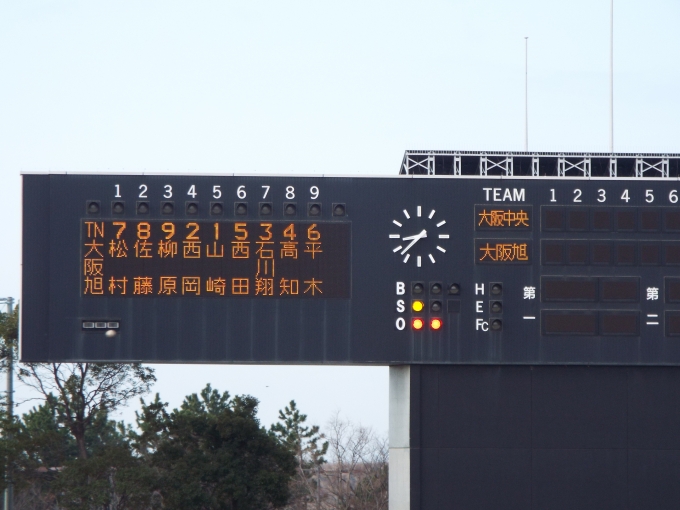 1 2 3 4 5 6 7 8 9
TN 7 8 9 2 1 5 3 4 6
大阪旭
松村
佐藤
柳原
西岡
山崎
西田
石川翔
高知
平木
TEAM 1 2 3 4 5 6
大阪中央
大阪旭
B
S
O
H
E
Fc
第一
第二